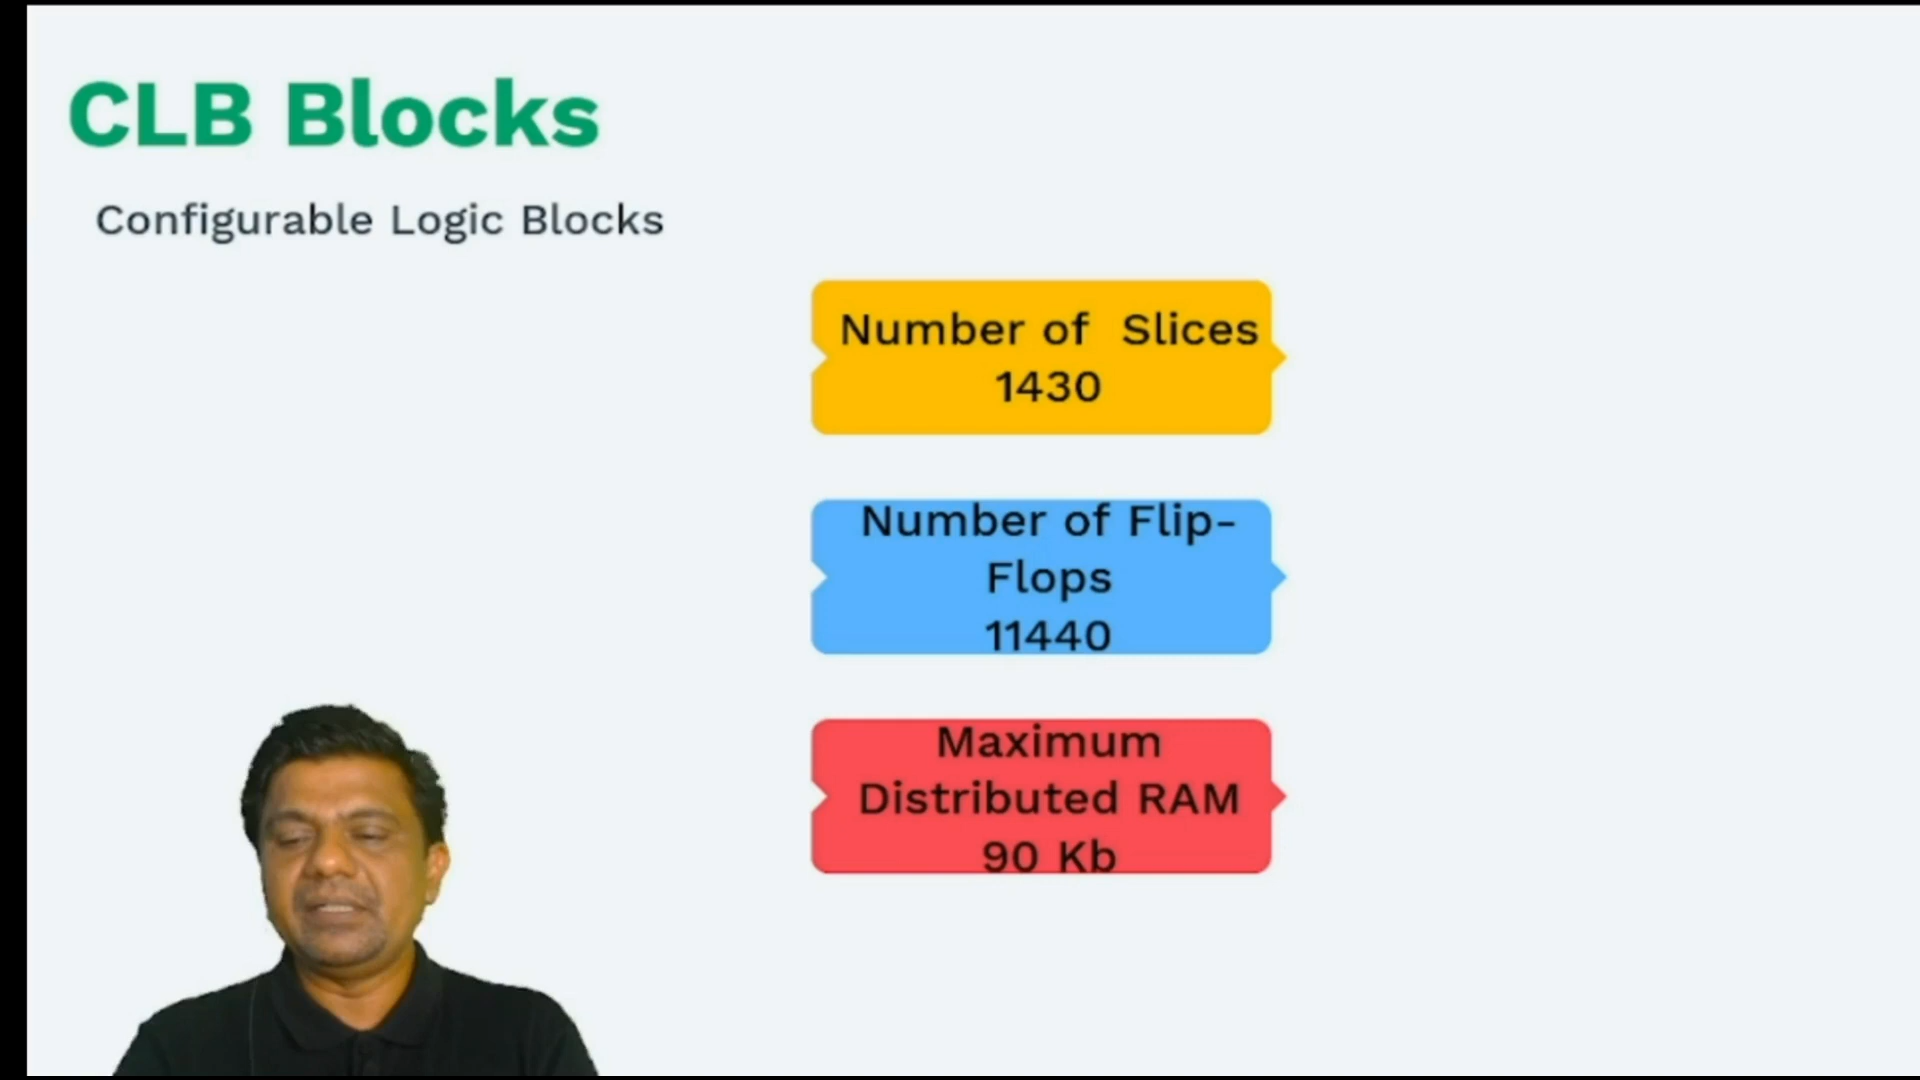 CLB Blocks
Configurable Logic Blocks
Number of Slices
1430
Number of Flip-
Flops
11440
Maximum
Distributed RAM
90 Kb